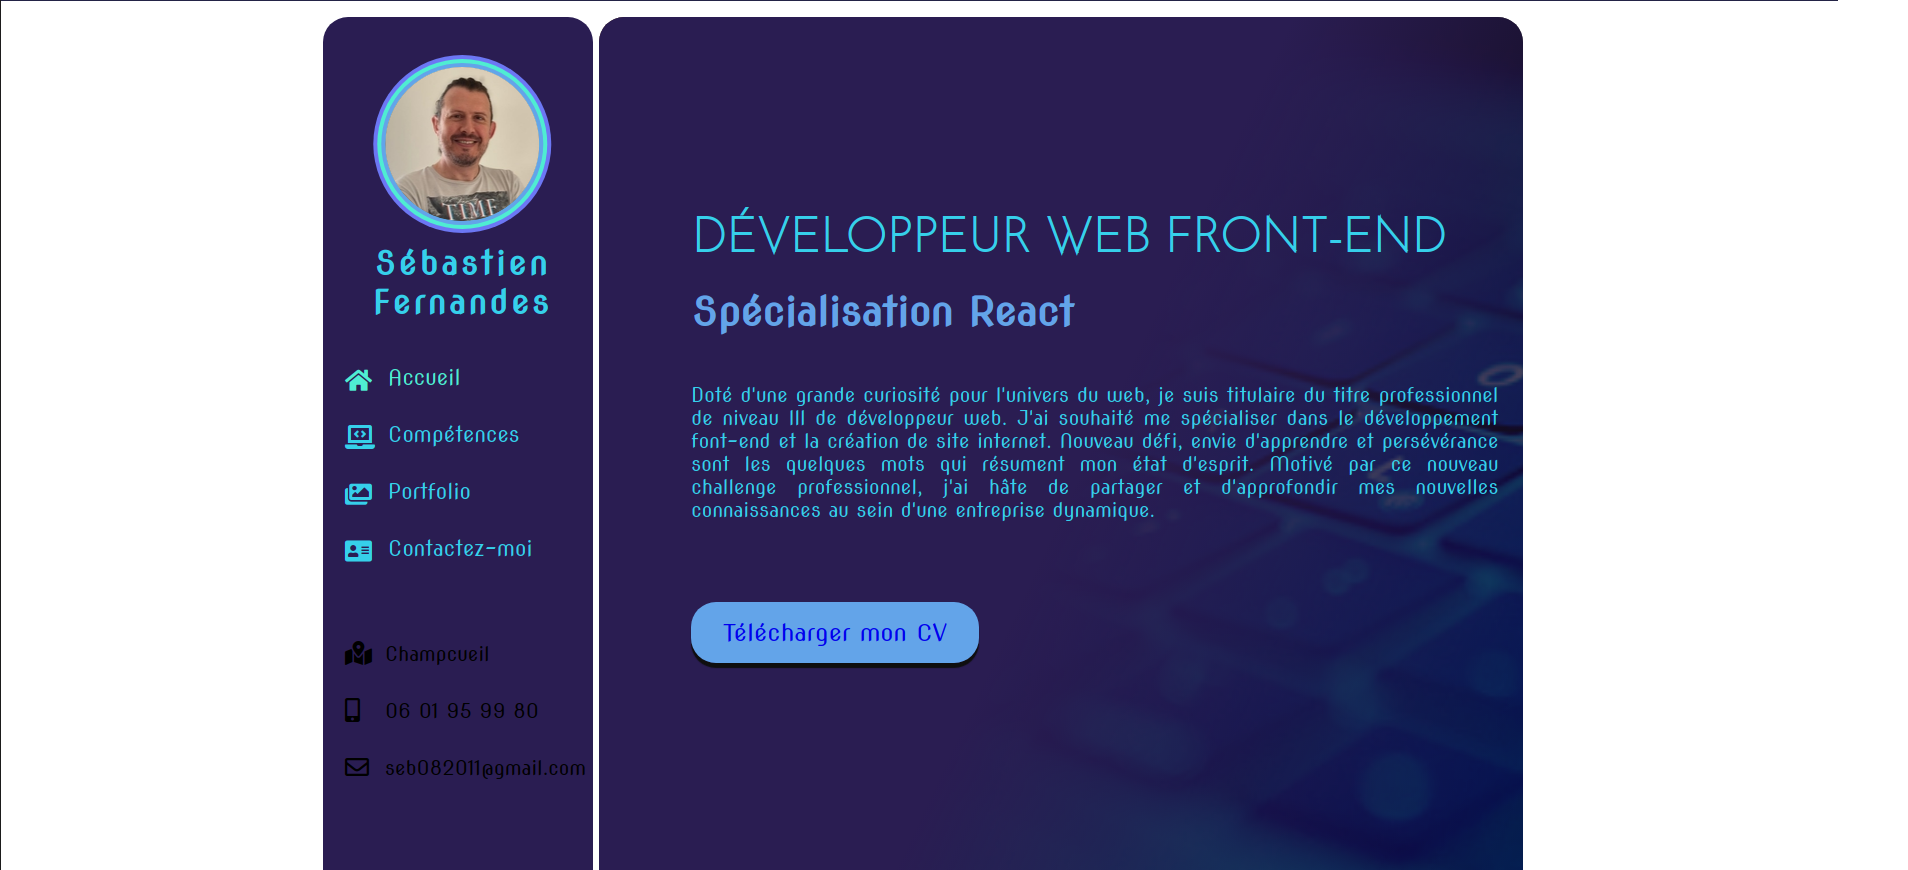 TIME
Sébastien
Fernandes
Accueil
Compétences
Portfolio
Contactez-moi
Champcueil
06 01 95 99 80
seb082011@gmail.com
DÉVELOPPEUR WEB FRONT-END
Spécialisation React
Doté d'une grande curiosité pour l'univers du web, je suis titulaire du titre professionnel
de niveau III de développeur web. J'ai souhaité me spécialiser dans le développement
font-end et la création de site internet. Nouveau défi, envie d'apprendre et persévérance
sont les quelques mots qui résument mon état d'esprit. Motivé par ce nouveau
challenge professionnel, j'ai hâte de partager et d'approfondir mes nouvelles
connaissances au sein d'une entreprise dynamique.
Télécharger mon CV